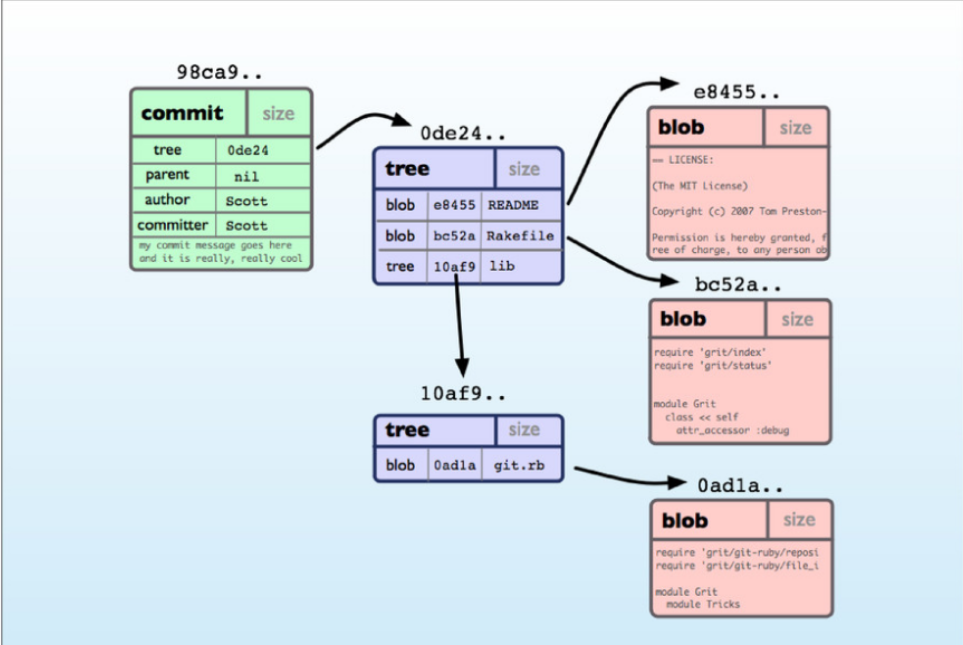 98ca9..
commit size
tree 0de24
parent nil
author Scott
committer Scott
my commit message goes here
and it is really, really cool
0de24..
tree size
blob e8455 README
blob bc52a Rakefile
tree 10af9 lib
10af9..
tree size
blob 0ad1a git.rb
e8455..
blob size
== LICENSE:
(The MIT License)
Copyright (c) 2007 Tom Preston-
Permission is hereby granted, f
ree of charge, to any person ob
bc52a..
blob size
require 'grit/index'
require 'grit/status'
module Grit
class << self
attr_accessor :debug
0ad1a..
blob size
require 'grit/git-ruby/reposi
require 'grit/git-ruby/file_i
module Grit
module Tricks